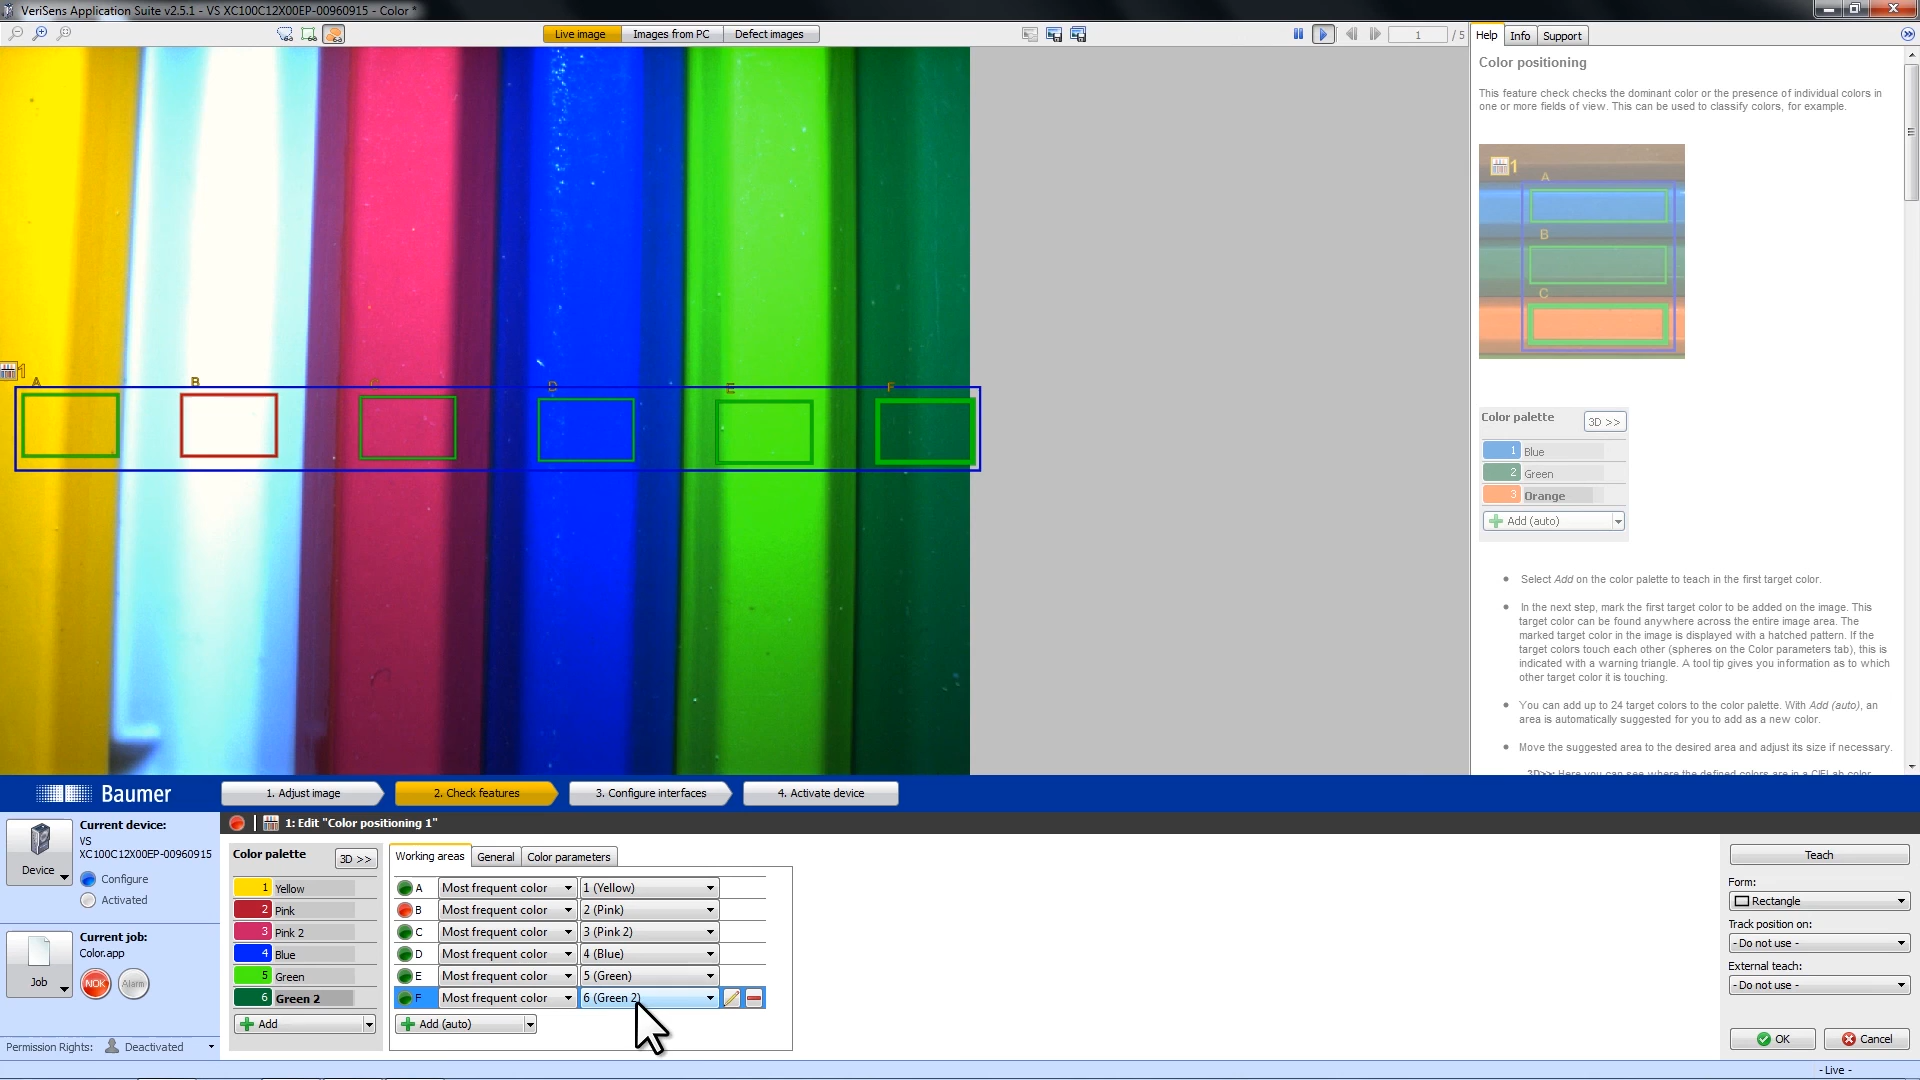 VeriSens Application Suite v2.5.1 - VS XC100C12X00EP-00960915 - Color *
Live image
Images from PC
Defect images
1
/ 5
Help
Info
Support
Color positioning
This feature check checks the dominant color or the presence of individual colors in
one or more fields of view. This can be used to classify colors, for example.
1
A
B
C
Color palette
3D >>
1 Blue
2 Green
3 Orange
Add (auto)
Select Add on the color palette to teach in the first target color.
In the next step, mark the first target color to be added on the image. This
target color can be found anywhere across the entire image area. The
marked target color in the image is displayed with a hatched pattern. If the
target colors touch each other (spheres on the Color parameters tab), this is
indicated with a warning triangle. A tool tip gives you information as to which
other target color it is touching.
You can add up to 24 target colors to the color palette. With Add (auto), an
area is automatically suggested for you to add as a new color.
Move the suggested area to the desired area and adjust its size if necessary.
3D>>: Here you can see where the defined colors are in a CIELab color
1
A
B
C
D
E
F
Baumer
1. Adjust image
2. Check features
3. Configure interfaces
4. Activate device
Device
Current device:
VS
XC100C12X00EP-00960915
Configure
Activated
Job
Current job:
Color.app
NOK
Alarm
Permission Rights:
Deactivated
1: Edit "Color positioning 1"
Color palette
3D >>
1 Yellow
2 Pink
3 Pink 2
4 Blue
5 Green
6 Green 2
Add
Working areas
General
Color parameters
A Most frequent color 1 (Yellow)
B Most frequent color 2 (Pink)
C Most frequent color 3 (Pink 2)
D Most frequent color 4 (Blue)
E Most frequent color 5 (Green)
F Most frequent color 6 (Green 2)
Add (auto)
Teach
Form:
Rectangle
Track position on:
- Do not use -
External teach:
- Do not use -
OK
Cancel
- Live -